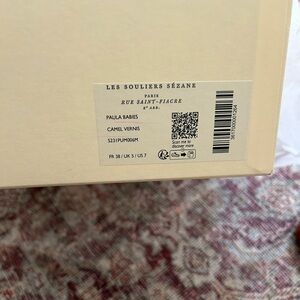 LES SOULIERS SÉZANE
PARIS
RUE SAINT-FIACRE
2e ARR.
PAULA BABIES
CAMEL VERNIS
Scan me to
discover more
FR 38 / UK 5 / US 7